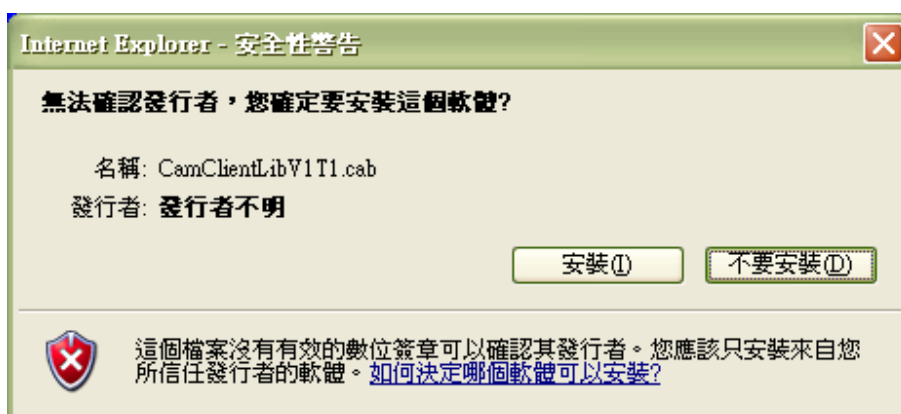 Internet Explorer - 安全性警告
無法確認發行者，您確定要安裝這個軟體?
名稱: CamClientLibV1T1.cab
發行者: 發行者不明
安裝(I)
不要安裝(D)
這個檔案沒有有效的數位簽章可以確認其發行者。您應該只安裝來自您
所信任發行者的軟體。如何決定哪個軟體可以安裝?